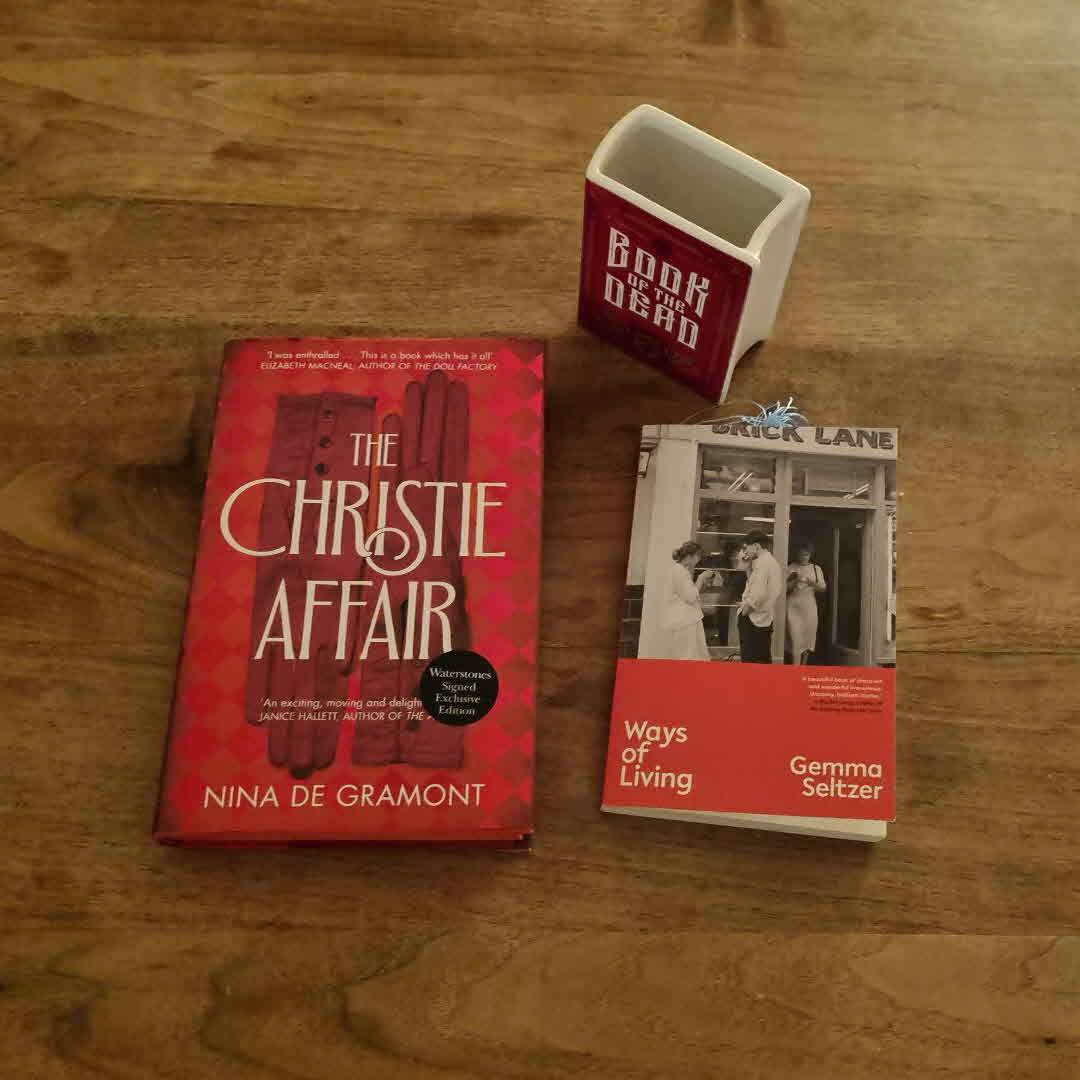 BOOK
OF THE
DEAD
'I was enthralled . . . This is a book which has it all'
ELIZABETH MACNEAL, AUTHOR OF THE DOLL FACTORY
THE
CHRISTIE
AFFAIR
Waterstones
Signed
Exclusive
Edition
'An exciting, moving and deligh
JANICE HALLETT, AUTHOR OF THE
NINA DE GRAMONT
BRICK LANE
Ways
of
Living
Gemma
Seltzer